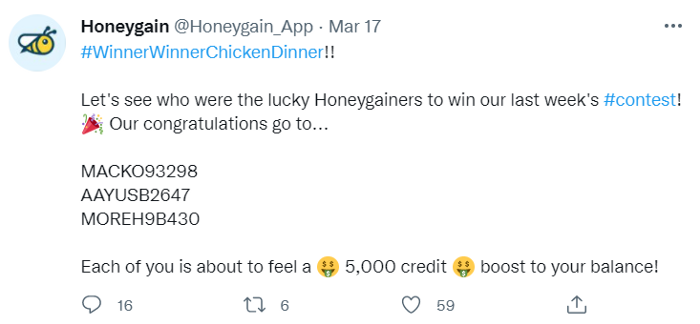 Honeygain @Honeygain_App · Mar 17
#WinnerWinnerChickenDinner!!
Let's see who were the lucky Honeygainers to win our last week's #contest!
🎉 Our congratulations go to...
MACKO93298
AAYUSB2647
MOREH9B430
Each of you is about to feel a 🤑 5,000 credit 🤑 boost to your balance!
16 6 59